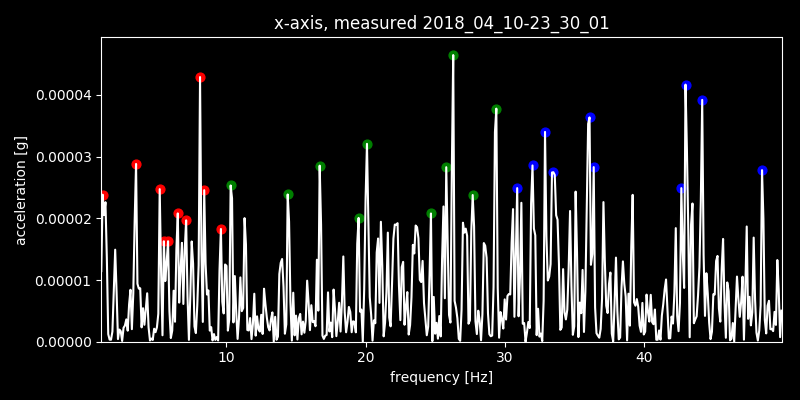 x-axis, measured 2018_04_10-23_30_01
acceleration [g]
0.00004
0.00003
0.00002
0.00001
0.00000
10 20 30 40
frequency [Hz]